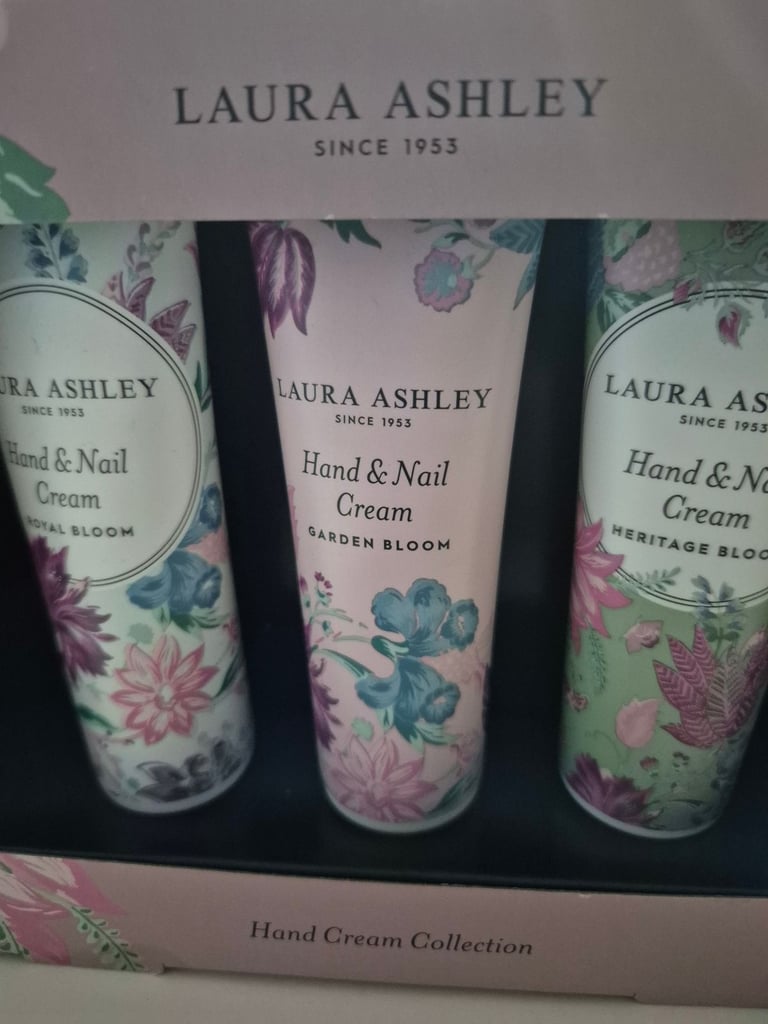 LAURA ASHLEY
SINCE 1953
URA ASHLEY
SINCE 1953
Hand & Nail
Cream
ROYAL BLOOM
LAURA ASHLEY
SINCE 1953
Hand & Nail
Cream
GARDEN BLOOM
LAURA AS
SINCE 1953
Hand & Na
Cream
HERITAGE BLOO
Hand Cream Collection